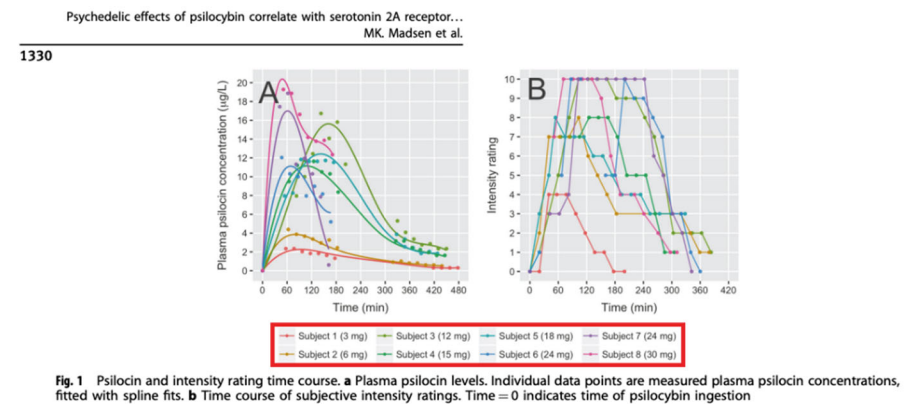 Psychedelic effects of psilocybin correlate with serotonin 2A receptor…
MK. Madsen et al.
1330
A
Plasma psilocin concentration (μg/L)
20
18
16
14
12
10
8
6
4
2
0
0 60 120 180 240 300 360 420 480
Time (min)
B
Intensity rating
10
9
8
7
6
5
4
3
2
1
0
0 60 120 180 240 300 360 420
Time (min)
Subject 1 (3 mg) Subject 3 (12 mg) Subject 5 (18 mg) Subject 7 (24 mg)
Subject 2 (6 mg) Subject 4 (15 mg) Subject 6 (24 mg) Subject 8 (30 mg)
Fig. 1 Psilocin and intensity rating time course. a Plasma psilocin levels. Individual data points are measured plasma psilocin concentrations,
fitted with spline fits. b Time course of subjective intensity ratings. Time = 0 indicates time of psilocybin ingestion